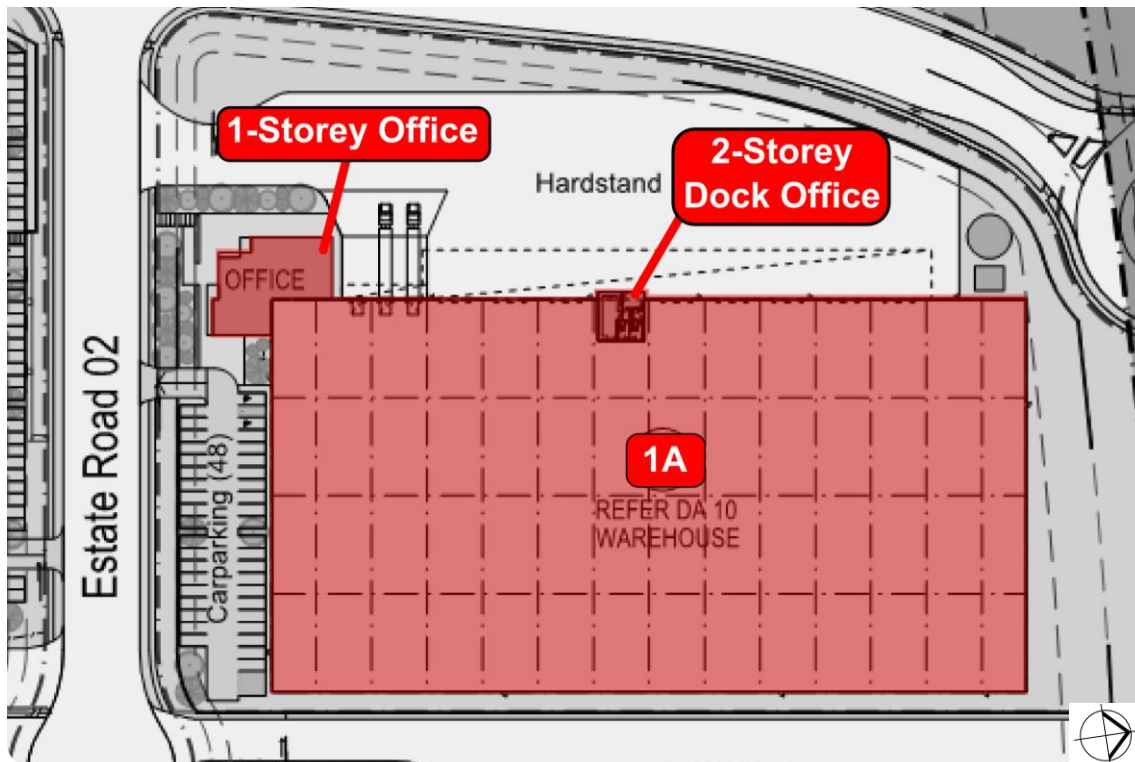 1-Storey Office
2-Storey
Dock Office
Hardstand
OFFICE
Estate Road 02
Carparking (48)
1A
REFER DA 10
WAREHOUSE